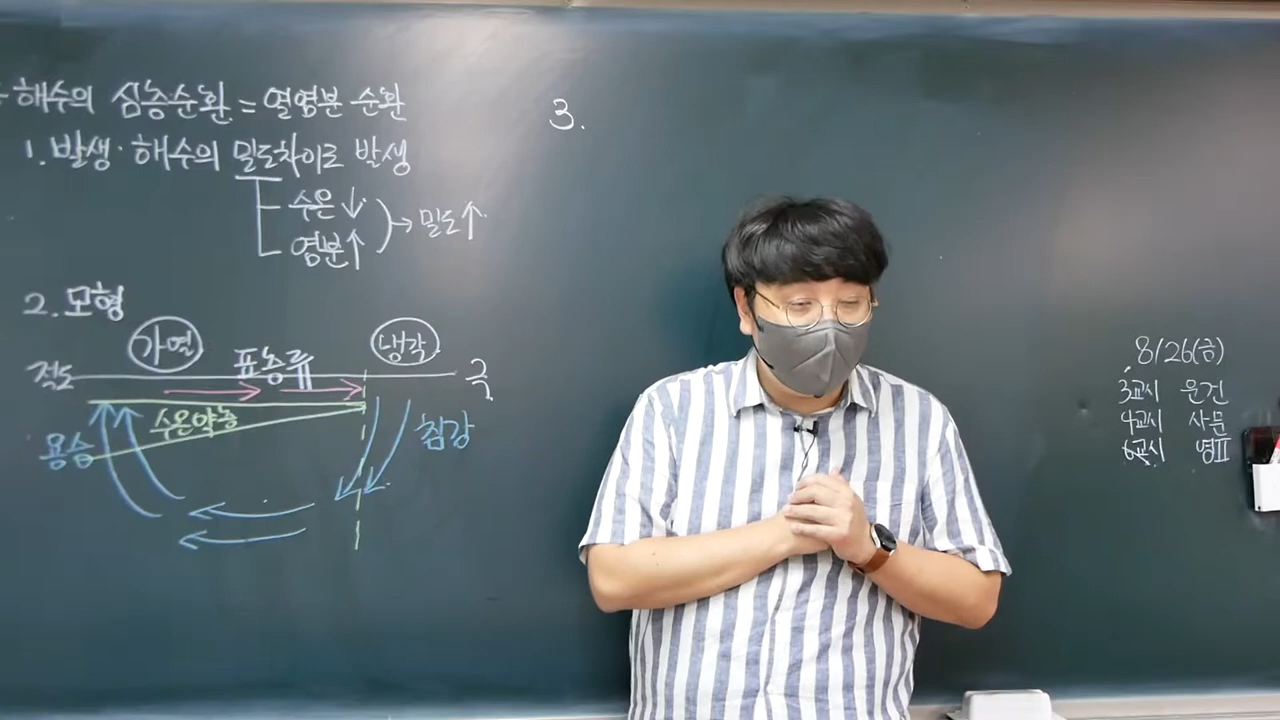 해수의 심층순환 = 열염분 순환
1. 발생 · 해수의 밀도차이로 발생
수온↓
염분↑
→ 밀도↑
2. 모형
가열
냉각
적도
표층류
극
수온약층
용승
침강
3.
8/26(금)
3교시 운건
4교시 사문
6교시 영Ⅱ